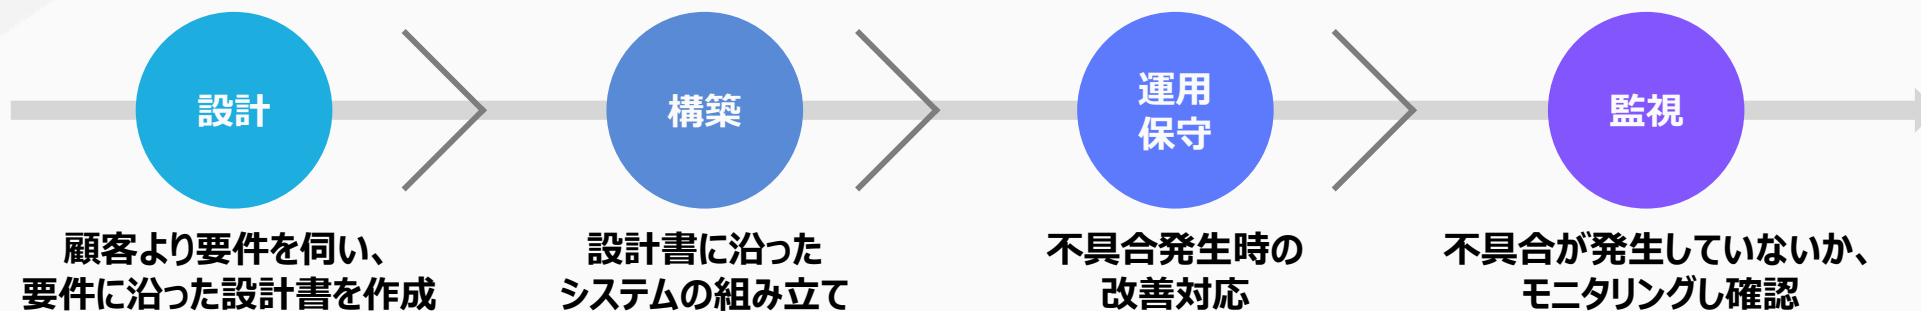 設計
構築
運用
保守
監視
顧客より要件を伺い、
要件に沿った設計書を作成
設計書に沿った
システムの組み立て
不具合発生時の
改善対応
不具合が発生していないか、
モニタリングし確認